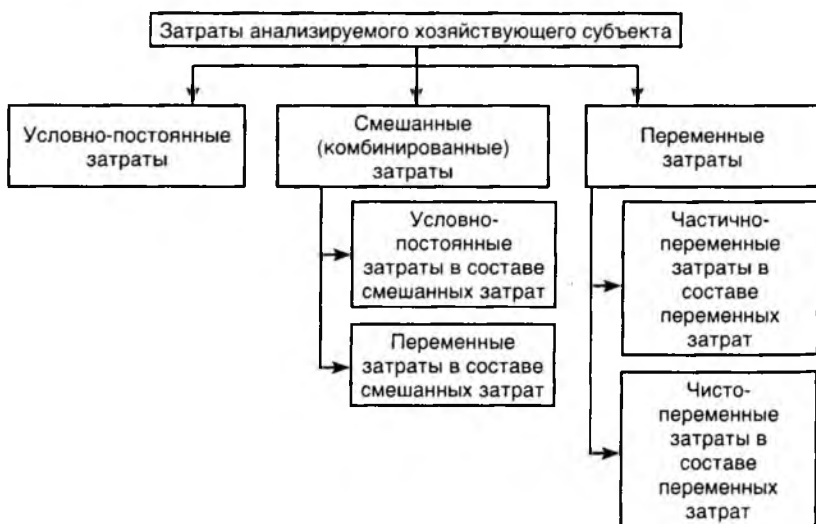 Затраты анализируемого хозяйствующего субъекта
Условно-постоянные
затраты
Смешанные
(комбинированные)
затраты
Переменные
затраты
Условно-
постоянные
затраты в составе
смешанных затрат
Переменные
затраты в составе
смешанных затрат
Частично-
переменные
затраты в
составе
переменных
затрат
Чисто-
переменные
затраты в
составе
переменных
затрат